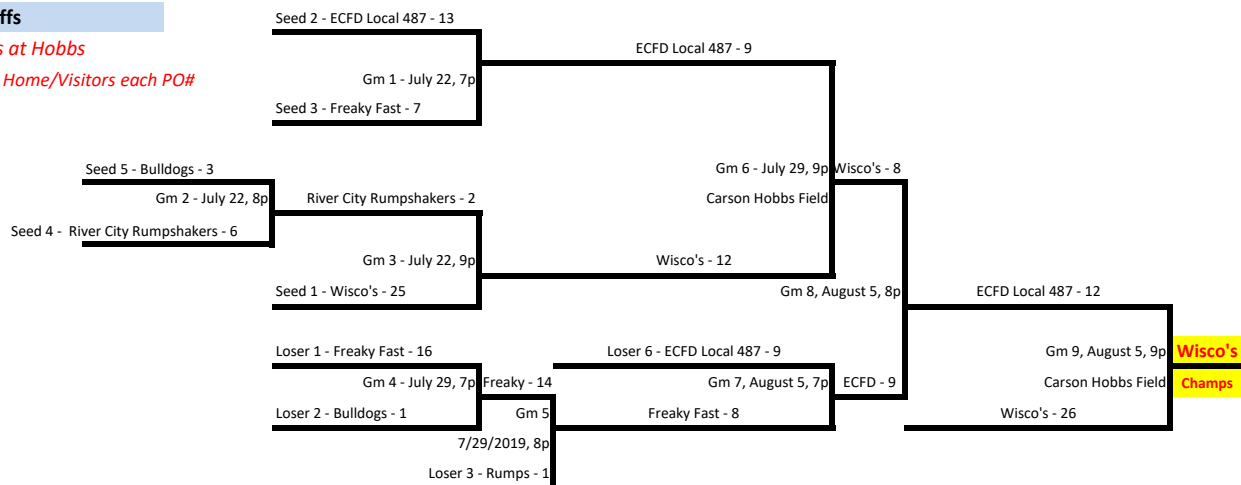 ffs
s at Hobbs
Home/Visitors each PO#
Seed 2 - ECFD Local 487 - 13
ECFD Local 487 - 9
Gm 1 - July 22, 7p
Seed 3 - Freaky Fast - 7
Seed 5 - Bulldogs - 3
Gm 6 - July 29, 9p
Wisco's - 8
Gm 2 - July 22, 8p
River City Rumpshakers - 2
Carson Hobbs Field
Seed 4 - River City Rumpshakers - 6
Gm 3 - July 22, 9p
Wisco's - 12
Seed 1 - Wisco's - 25
Gm 8, August 5, 8p
ECFD Local 487 - 12
Loser 1 - Freaky Fast - 16
Loser 6 - ECFD Local 487 - 9
Gm 9, August 5, 9p
Wisco's
Gm 4 - July 29, 7p
Freaky - 14
Gm 7, August 5, 7p
ECFD - 9
Carson Hobbs Field
Champs
Loser 2 - Bulldogs - 1
Gm 5
Freaky Fast - 8
Wisco's - 26
7/29/2019, 8p
Loser 3 - Rumps - 1